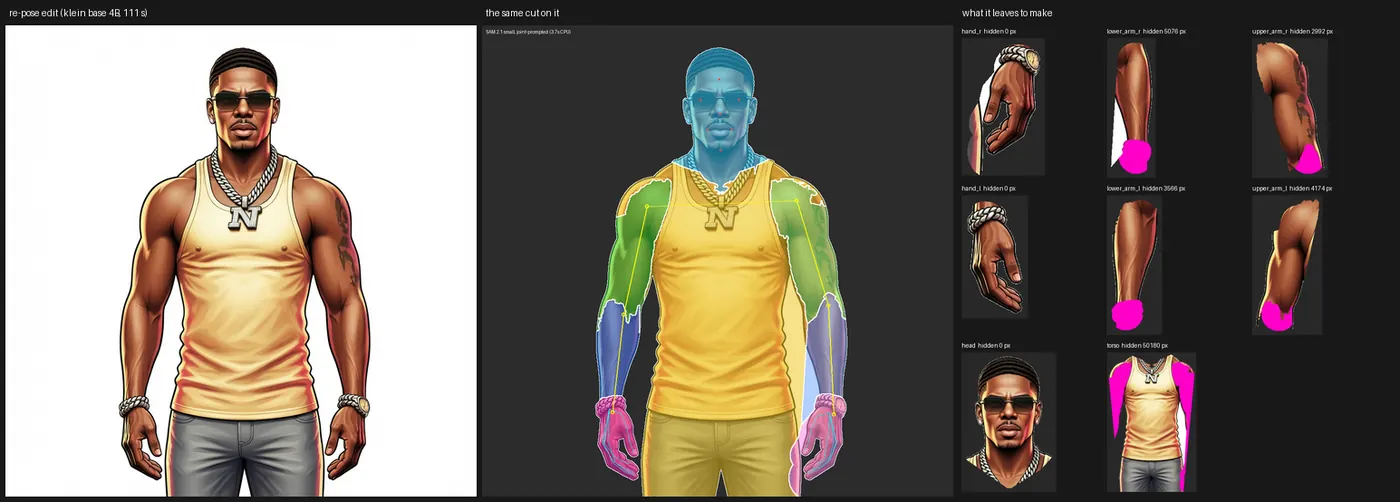 re-pose edit (klein base 4B, 111 s)
the same cut on it
what it leaves to make
SAM 2.1 small, joint-prompted (3.7s CPU)
hand_r hidden 0 px
lower_arm_r hidden 5076 px
upper_arm_r hidden 2992 px
N
N
hand_l hidden 0 px
lower_arm_l hidden 3566 px
upper_arm_l hidden 4174 px
head hidden 0 px
torso hidden 50180 px
N